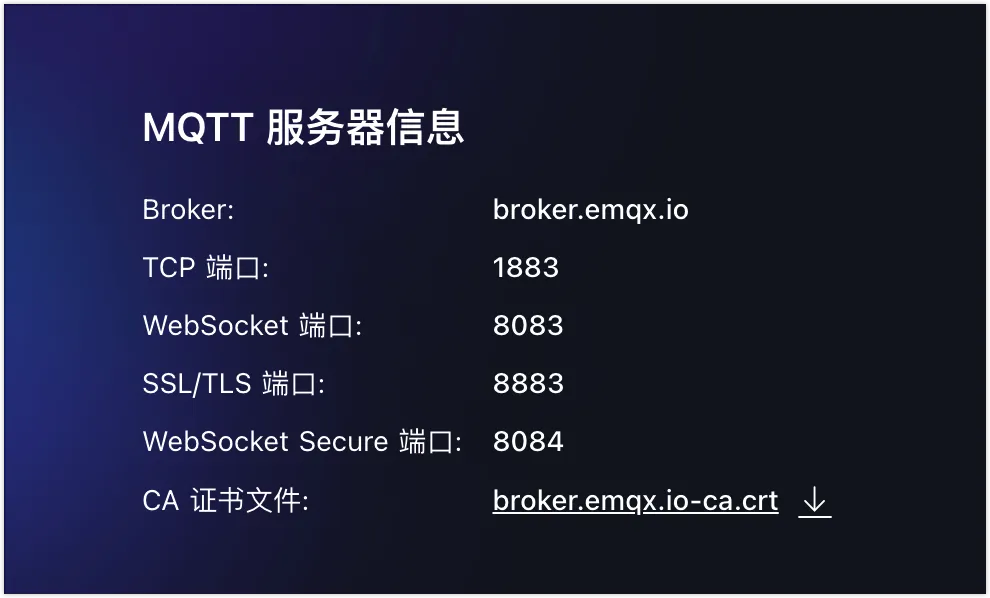 MQTT 服务器信息
Broker: broker.emqx.io
TCP 端口: 1883
WebSocket 端口: 8083
SSL/TLS 端口: 8883
WebSocket Secure 端口: 8084
CA 证书文件: broker.emqx.io-ca.crt